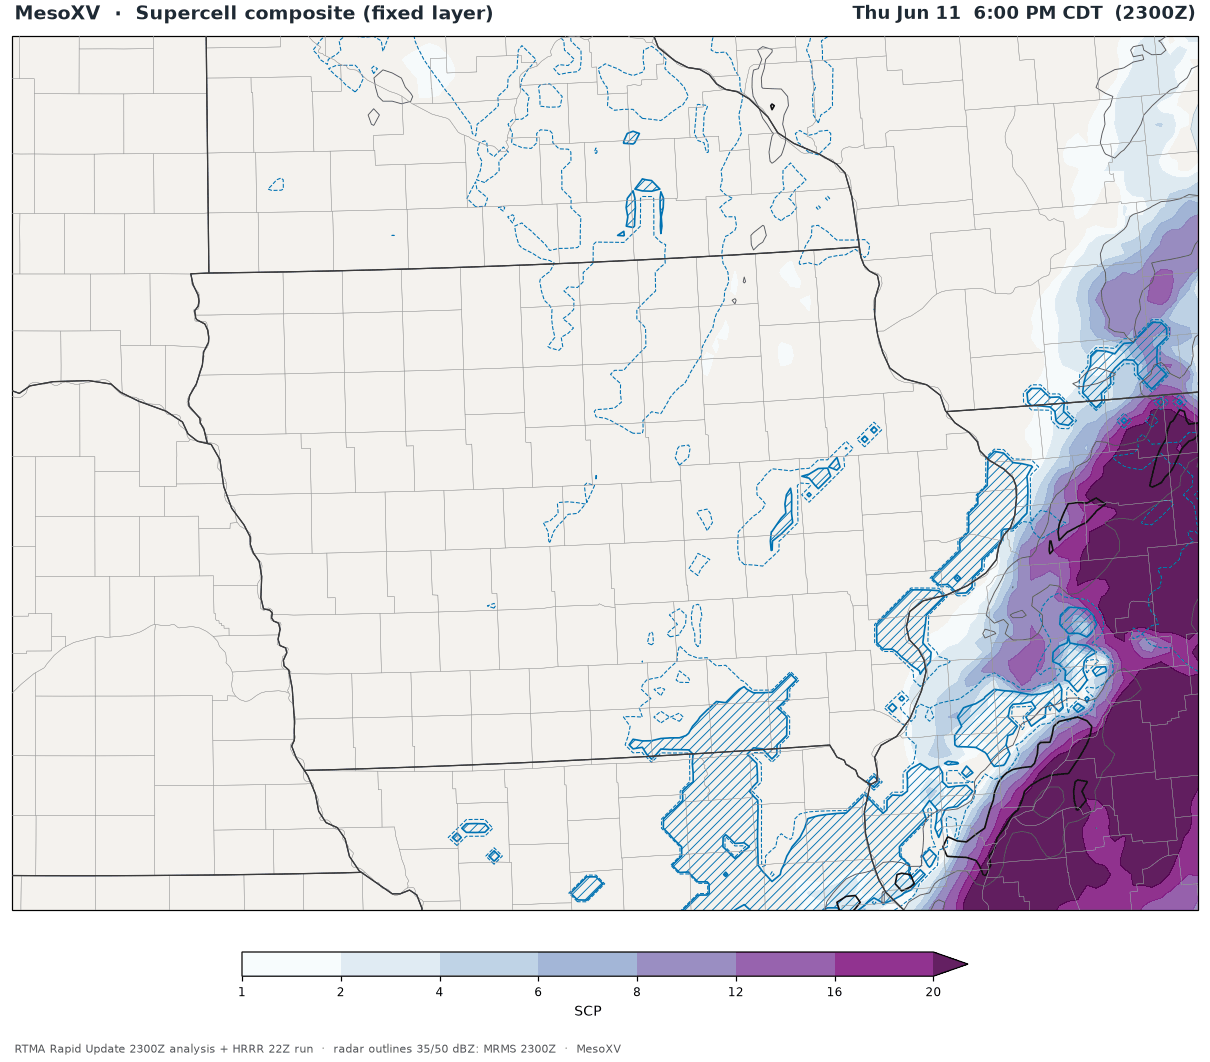 MesoXV · Supercell composite (fixed layer)
Thu Jun 11 6:00 PM CDT (2300Z)
1 2 4 6 8 12 16 20
SCP
RTMA Rapid Update 2300Z analysis + HRRR 22Z run · radar outlines 35/50 dBZ: MRMS 2300Z · MesoXV